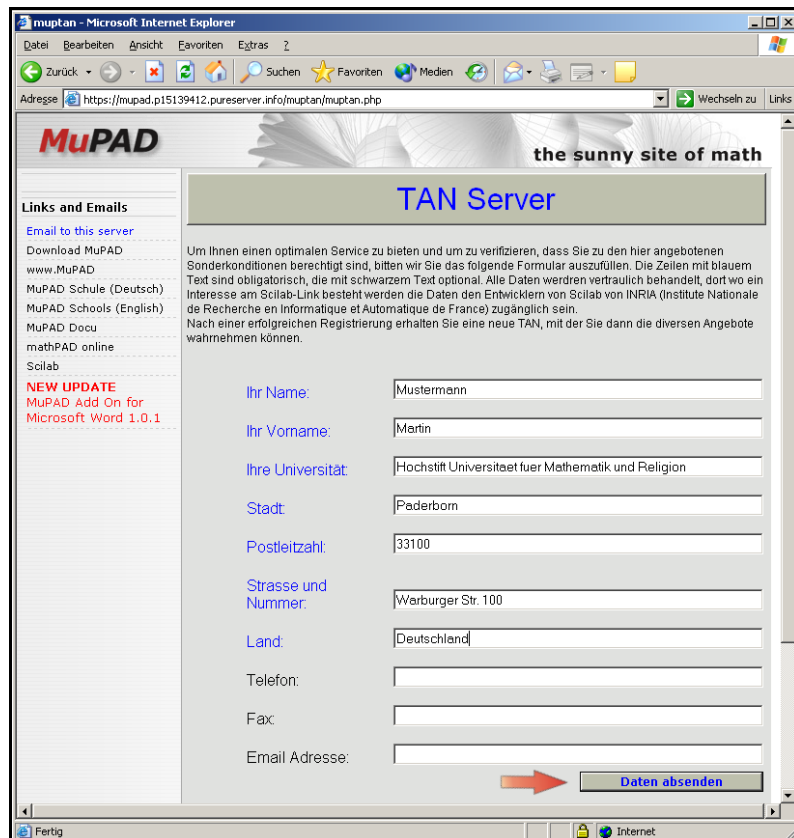 muptan - Microsoft Internet Explorer
Datei Bearbeiten Ansicht Favoriten Extras ?
Zurück Suchen Favoriten Medien
Adresse https://mupad.p15139412.pureserver.info/muptan/muptan.php Wechseln zu Links
MuPAD
the sunny site of math
Links and Emails
Email to this server
Download MuPAD
www.MuPAD
MuPAD Schule (Deutsch)
MuPAD Schools (English)
MuPAD Docu
mathPAD online
Scilab
NEW UPDATE
MuPAD Add On for
Microsoft Word 1.0.1
TAN Server
Um Ihnen einen optimalen Service zu bieten und um zu verifizieren, dass Sie zu den hier angebotenen
Sonderkonditionen berechtigt sind, bitten wir Sie das folgende Formular auszufüllen. Die Zeilen mit blauem
Text sind obligatorisch, die mit schwarzem Text optional. Alle Daten werdren vertraulich behandelt, dort wo ein
Interesse am Scilab-Link besteht werden die Daten den Entwicklern von Scilab von INRIA (Institute Nationale
de Recherche en Informatique et Automatique de France) zugänglich sein.
Nach einer erfolgreichen Registrierung erhalten Sie eine neue TAN, mit der Sie dann die diversen Angebote
wahrnehmen können.
Ihr Name: Mustermann
Ihr Vorname: Martin
Ihre Universität: Hochstift Universitaet fuer Mathematik und Religion
Stadt: Paderborn
Postleitzahl: 33100
Strasse und
Nummer: Warburger Str. 100
Land: Deutschland
Telefon:
Fax:
Email Adresse:
Daten absenden
Fertig Internet